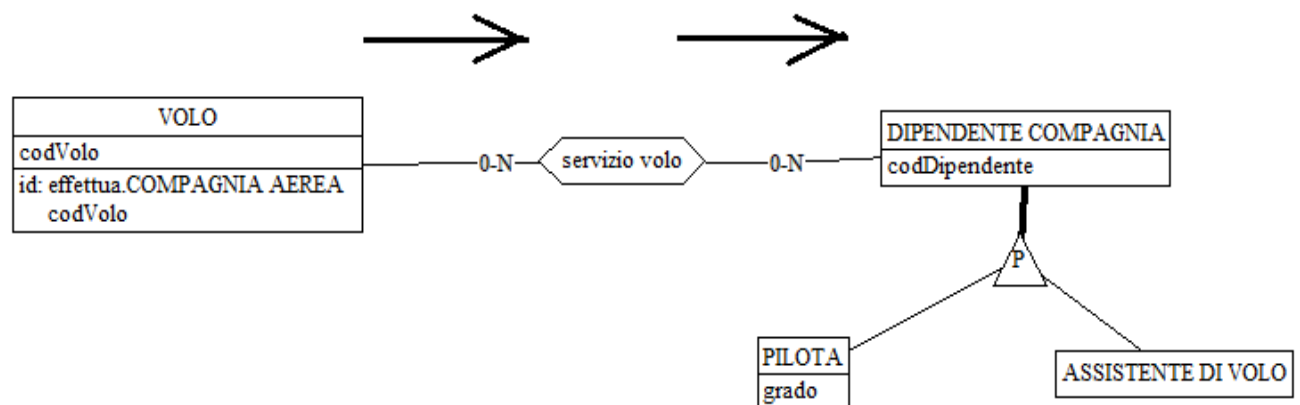 VOLO
codVolo
id: effettua.COMPAGNIA AEREA
codVolo
0-N
servizio volo
0-N
DIPENDENTE COMPAGNIA
codDipendente
P
PILOTA
grado
ASSISTENTE DI VOLO